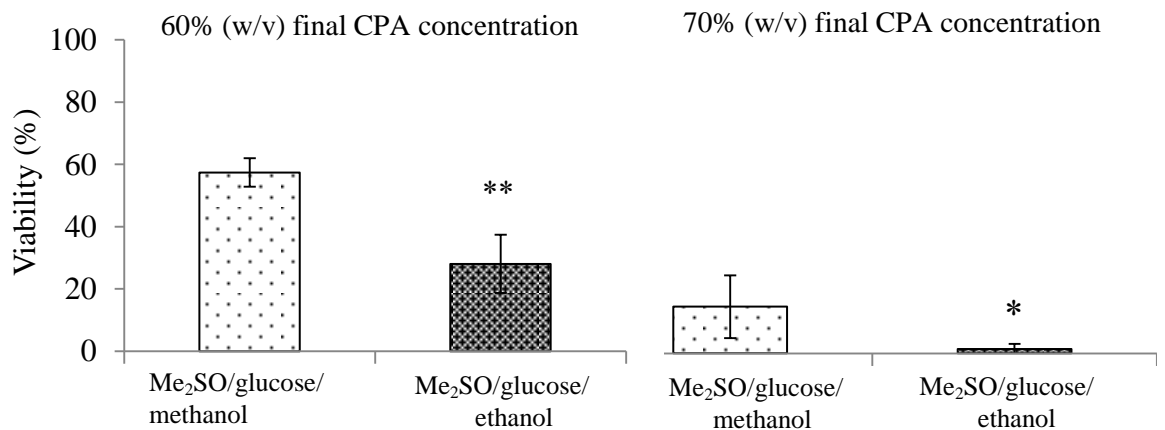 60% (w/v) final CPA concentration
70% (w/v) final CPA concentration
Viability (%)
100
80
60
40
20
0
**
*
Me₂SO/glucose/
methanol
Me₂SO/glucose/
ethanol
Me₂SO/glucose/
methanol
Me₂SO/glucose/
ethanol